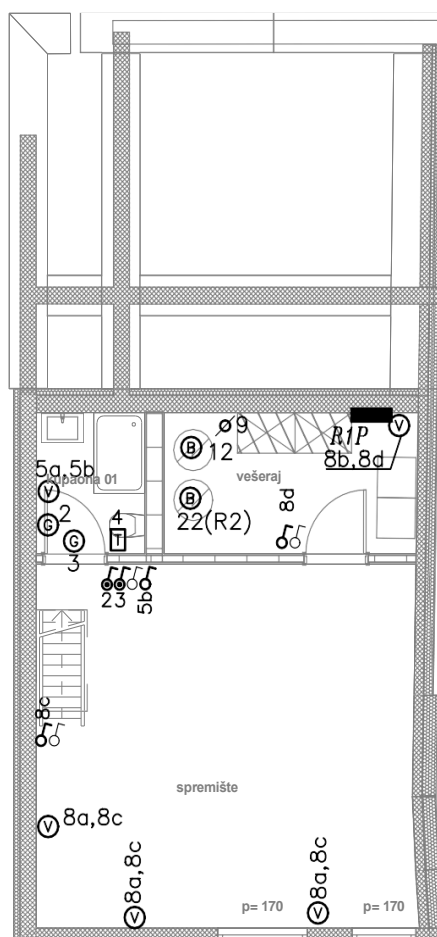 9
R1P
V
B
12
vešeraj
8b,8d
5a,5b
kupaona 01
V
B
8d
2
4
22(R2)
G
G
T
3
23
5b
8c
spremište
V
8a,8c
8a,8c
8a,8c
V
V
p= 170
p= 170